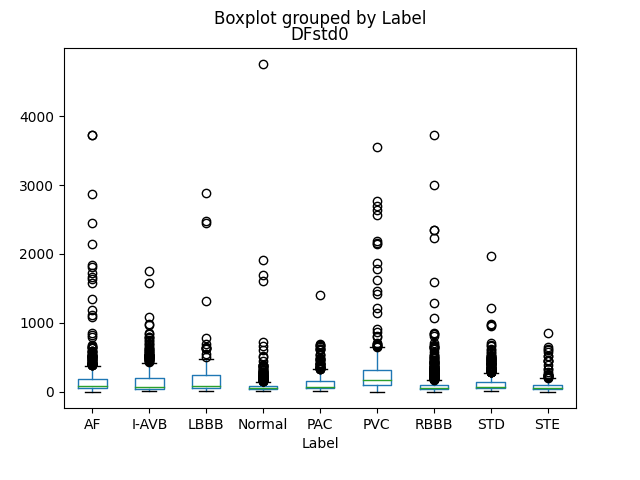 Boxplot grouped by Label
DFstd0
4000
3000
2000
1000
0
AF I-AVB LBBB Normal PAC PVC RBBB STD STE
Label